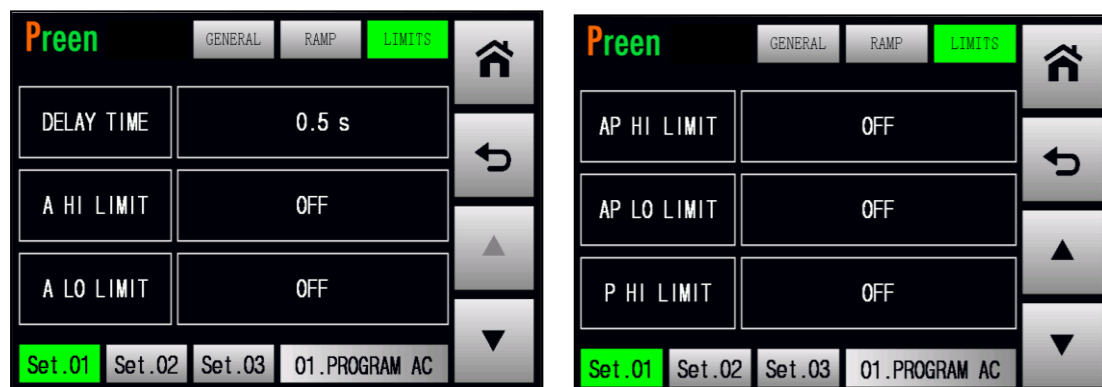 Preen GENERAL RAMP LIMITS
DELAY TIME 0.5 s
A HI LIMIT OFF
A LO LIMIT OFF
Set.01 Set.02 Set.03 01.PROGRAM AC
Preen GENERAL RAMP LIMITS
AP HI LIMIT OFF
AP LO LIMIT OFF
P HI LIMIT OFF
Set.01 Set.02 Set.03 01.PROGRAM AC